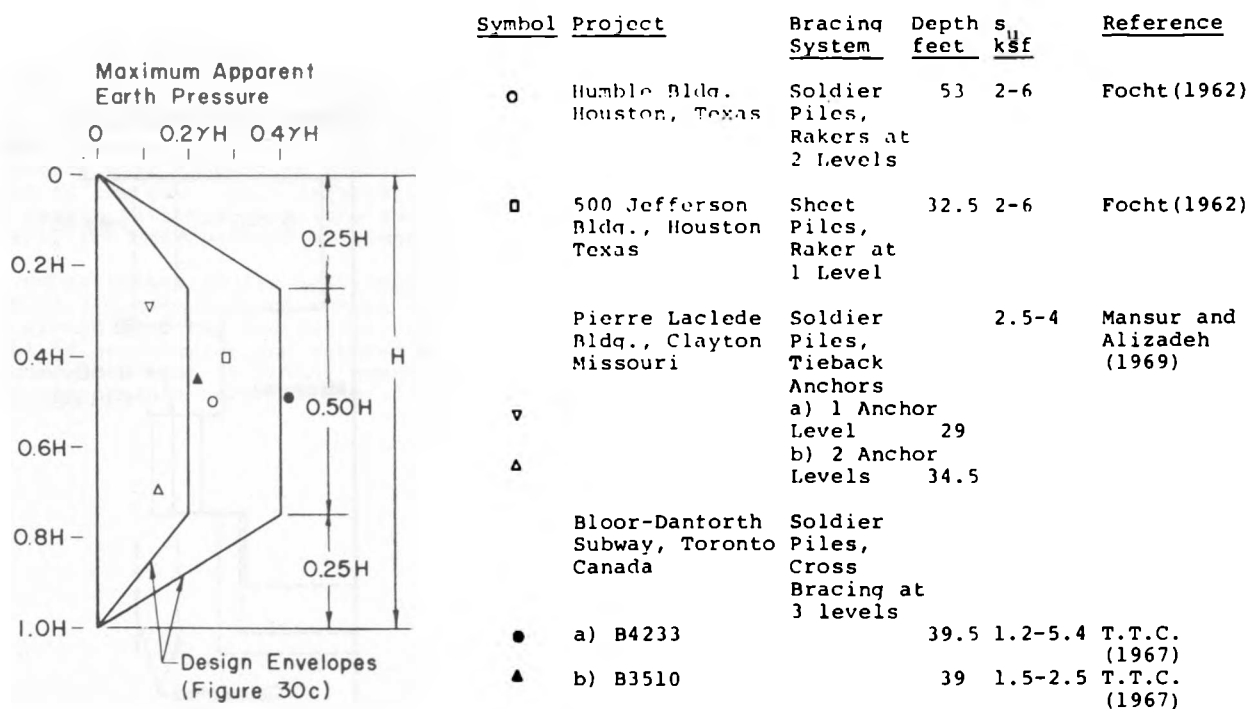 Maximum Apparent
Earth Pressure
0 0.2γH 0.4γH
0
0.2H
0.4H
0.6H
0.8H
1.0H
0.25H
0.50H
0.25H
H
Design Envelopes
(Figure 30c)
Symbol Project Bracing System Depth feet su ksf Reference
Humble Bldg. Soldier 53 2-6 Focht(1962)
Houston, Texas Piles,
Rakers at
2 Levels
500 Jefferson Sheet 32.5 2-6 Focht(1962)
Bldg., Houston Piles,
Texas Raker at
1 Level
Pierre Laclede Soldier 2.5-4 Mansur and
Bldg., Clayton Piles, Alizadeh
Missouri Tieback (1969)
Anchors
a) 1 Anchor
Level 29
b) 2 Anchor
Levels 34.5
Bloor-Danforth Soldier
Subway, Toronto Piles,
Canada Cross
Bracing at
3 levels
a) B4233 39.5 1.2-5.4 T.T.C.
(1967)
b) B3510 39 1.5-2.5 T.T.C.
(1967)